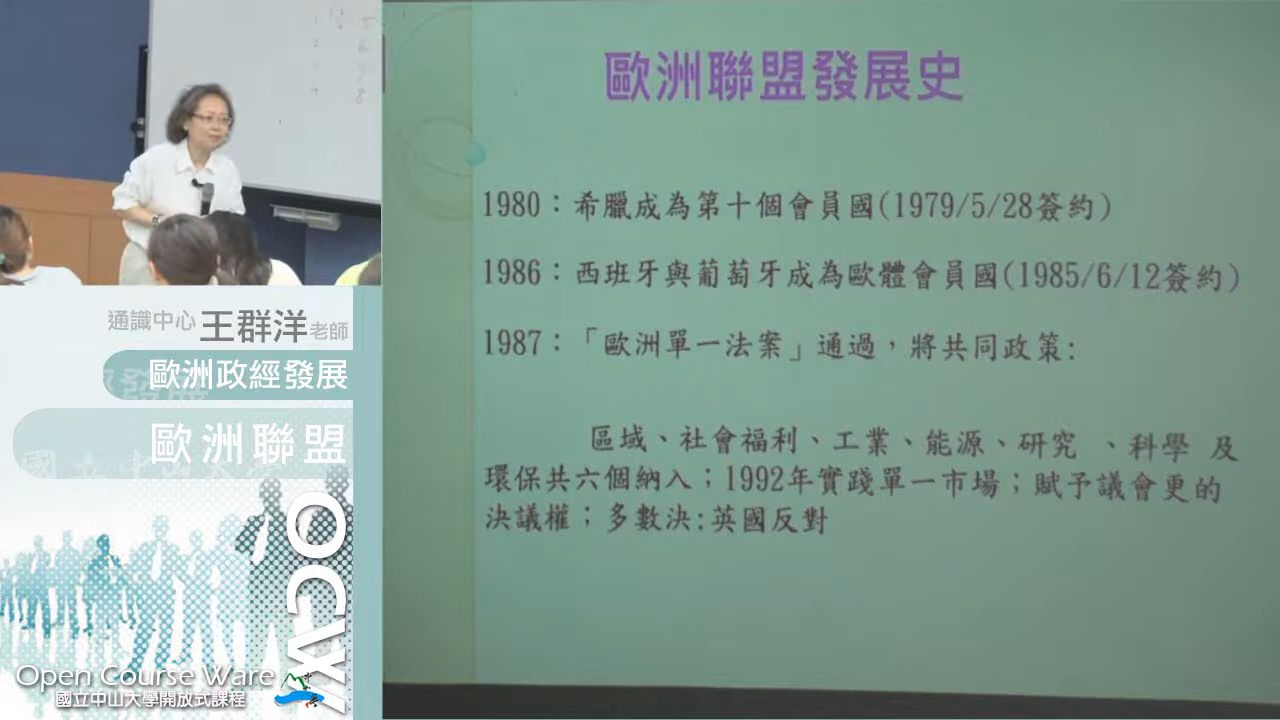 歐洲聯盟發展史
1980：希臘成為第十個會員國(1979/5/28簽約)
1986：西班牙與葡萄牙成為歐體會員國(1985/6/12簽約)
1987：「歐洲單一法案」通過，將共同政策:
區域、社會福利、工業、能源、研究 、科學 及
環保共六個納入；1992年實踐單一市場；賦予議會更的
決議權；多數決:英國反對
通識中心 王群洋老師
歐洲政經發展
歐洲聯盟
OCW
Open Course Ware
國立中山大學開放式課程